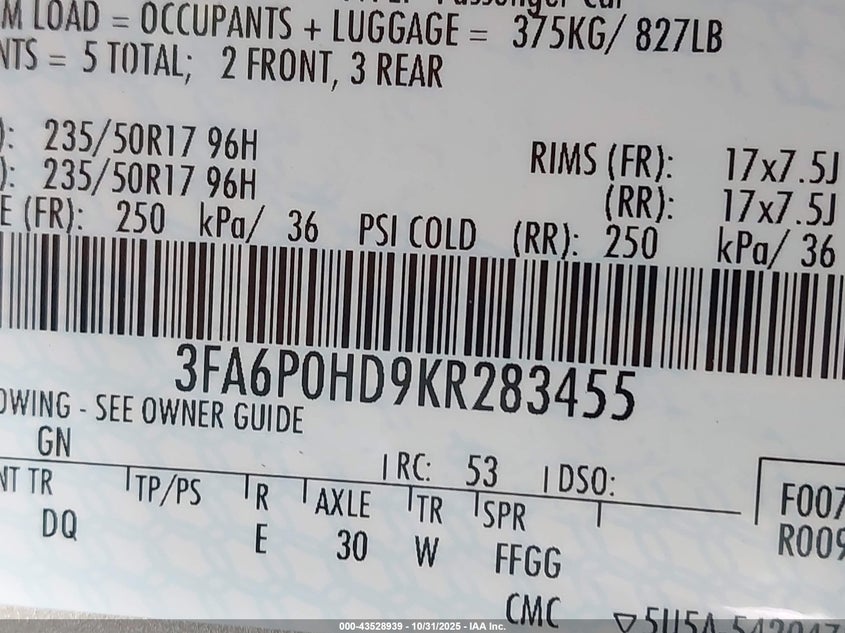 M LOAD = OCCUPANTS + LUGGAGE = 375KG/ 827LB
NTS = 5 TOTAL; 2 FRONT, 3 REAR
): 235/50R17 96H RIMS (FR): 17x7.5J
): 235/50R17 96H (RR): 17x7.5J
E (FR): 250 kPa/ 36 PSI COLD (RR): 250 kPa/ 36
3FA6P0HD9KR283455
OWING - SEE OWNER GUIDE
GN
RC: 53 DSO:
NT TR TP/PS R AXLE TR SPR F007
DQ E 30 W FFGG R009
CMC
000-43528939 - 10/31/2025 - IAA Inc.